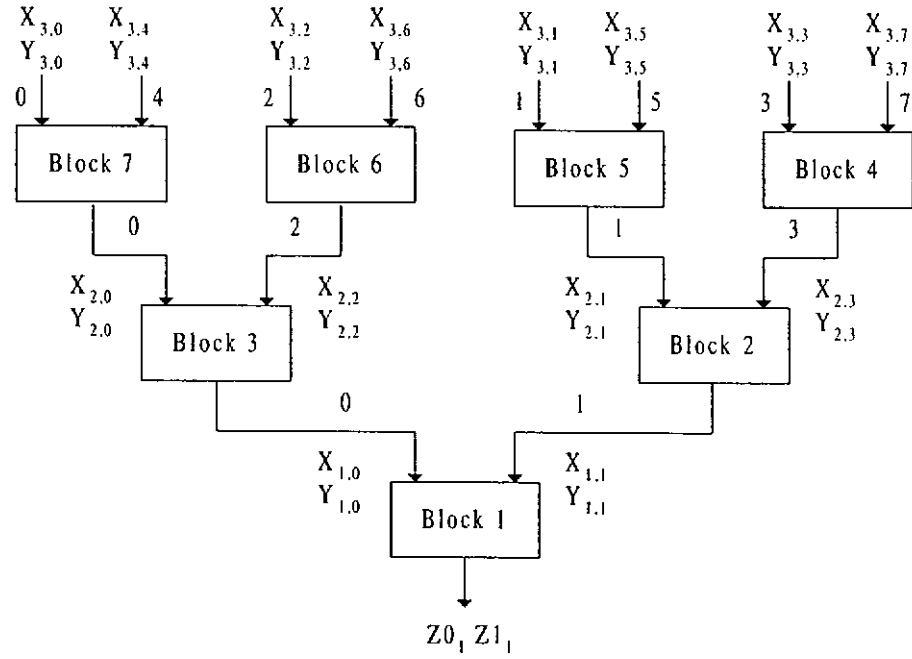 X3,0 X3,4 X3,2 X3,6 X3,1 X3,5 X3,3 X3,7
Y3,0 Y3,4 Y3,2 Y3,6 Y3,1 Y3,5 Y3,3 Y3,7
0 4 2 6 1 5 3 7
Block 7 Block 6 Block 5 Block 4
0 2 1 3
X2,0 X2,2 X2,1 X2,3
Y2,0 Y2,2 Y2,1 Y2,3
Block 3 Block 2
0 1
X1,0 X1,1
Y1,0 Y1,1
Block 1
Z01 Z11